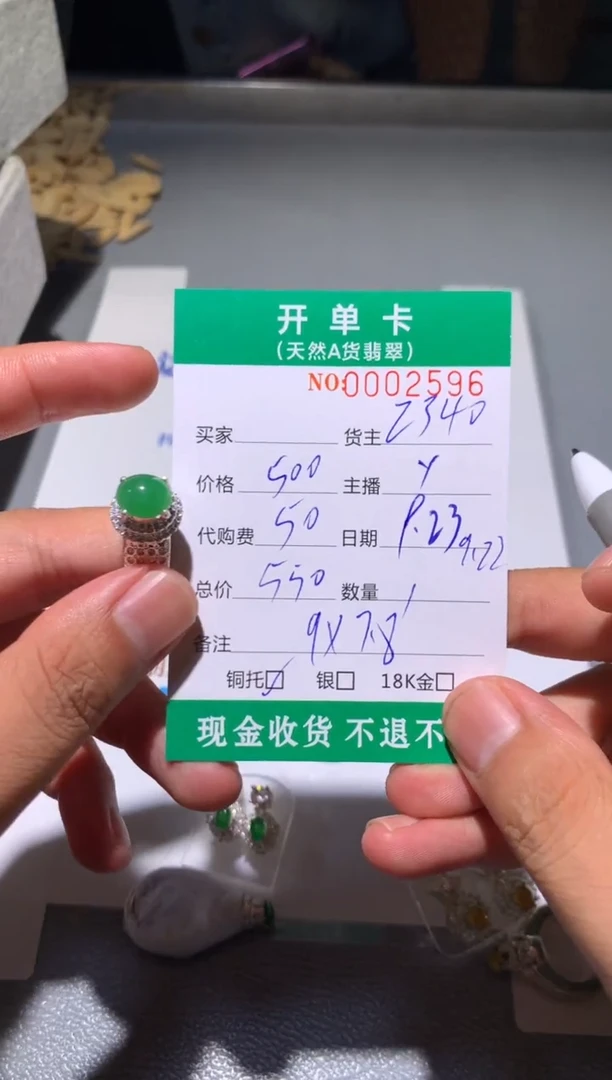 开单卡
(天然A货翡翠)
NO:0002596
买家 货主 2340
价格 500 主播 Y
代购费 50 日期 9.23 9.22
总价 550 数量 1
备注 9X7.8
铜托☑ 银☐ 18K金☐
现金收货 不退不